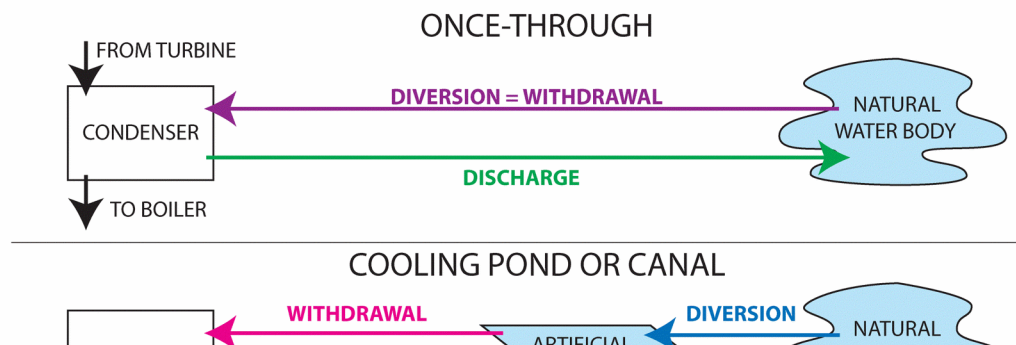 ONCE-THROUGH
FROM TURBINE
DIVERSION = WITHDRAWAL
CONDENSER
NATURAL
WATER BODY
DISCHARGE
TO BOILER
COOLING POND OR CANAL
WITHDRAWAL
DIVERSION
ARTIFICIAL
NATURAL